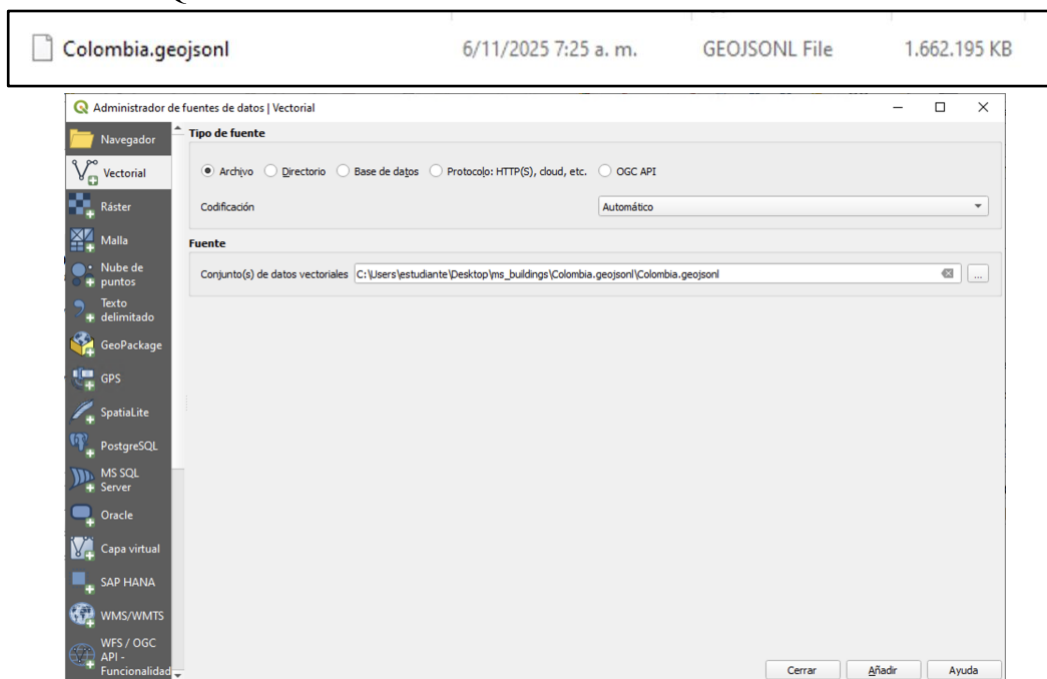 Colombia.geojsonl 6/11/2025 7:25 a. m. GEOJSONL File 1.662.195 KB
Administrador de fuentes de datos | Vectorial
Navegador
Vectorial
Ráster
Malla
Nube de
puntos
Texto
delimitado
GeoPackage
GPS
SpatiaLite
PostgreSQL
MS SQL
Server
Oracle
Capa virtual
SAP HANA
WMS/WMTS
WFS / OGC
API -
Funcionalidad
Tipo de fuente
Archivo Directorio Base de datos Protocolo: HTTP(S), cloud, etc. OGC API
Codificación Automático
Fuente
Conjunto(s) de datos vectoriales C:\Users\estudiante\Desktop\ms_buildings\Colombia.geojsonl\Colombia.geojsonl ...
Cerrar Añadir Ayuda